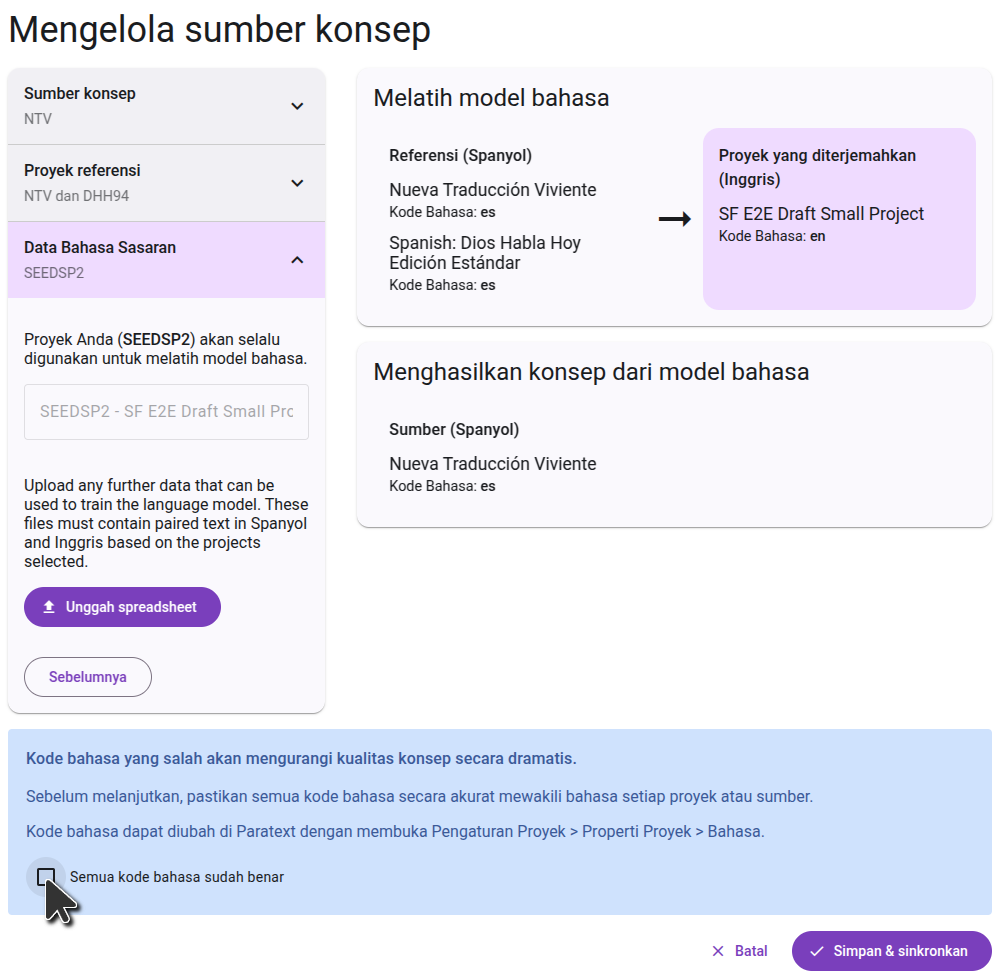 Mengelola sumber konsep
Sumber konsep
NTV
Proyek referensi
NTV dan DHH94
Data Bahasa Sasaran
SEEDSP2
Proyek Anda (SEEDSP2) akan selalu
digunakan untuk melatih model bahasa.
SEEDSP2 - SF E2E Draft Small Prc
Upload any further data that can be
used to train the language model. These
files must contain paired text in Spanyol
and Inggris based on the projects
selected.
Unggah spreadsheet
Sebelumnya
Melatih model bahasa
Referensi (Spanyol)
Nueva Traducción Viviente
Kode Bahasa: es
Spanish: Dios Habla Hoy
Edición Estándar
Kode Bahasa: es
Proyek yang diterjemahkan
(Inggris)
SF E2E Draft Small Project
Kode Bahasa: en
Menghasilkan konsep dari model bahasa
Sumber (Spanyol)
Nueva Traducción Viviente
Kode Bahasa: es
Kode bahasa yang salah akan mengurangi kualitas konsep secara dramatis.
Sebelum melanjutkan, pastikan semua kode bahasa secara akurat mewakili bahasa setiap proyek atau sumber.
Kode bahasa dapat diubah di Paratext dengan membuka Pengaturan Proyek > Properti Proyek > Bahasa.
Semua kode bahasa sudah benar
Batal
Simpan & sinkronkan